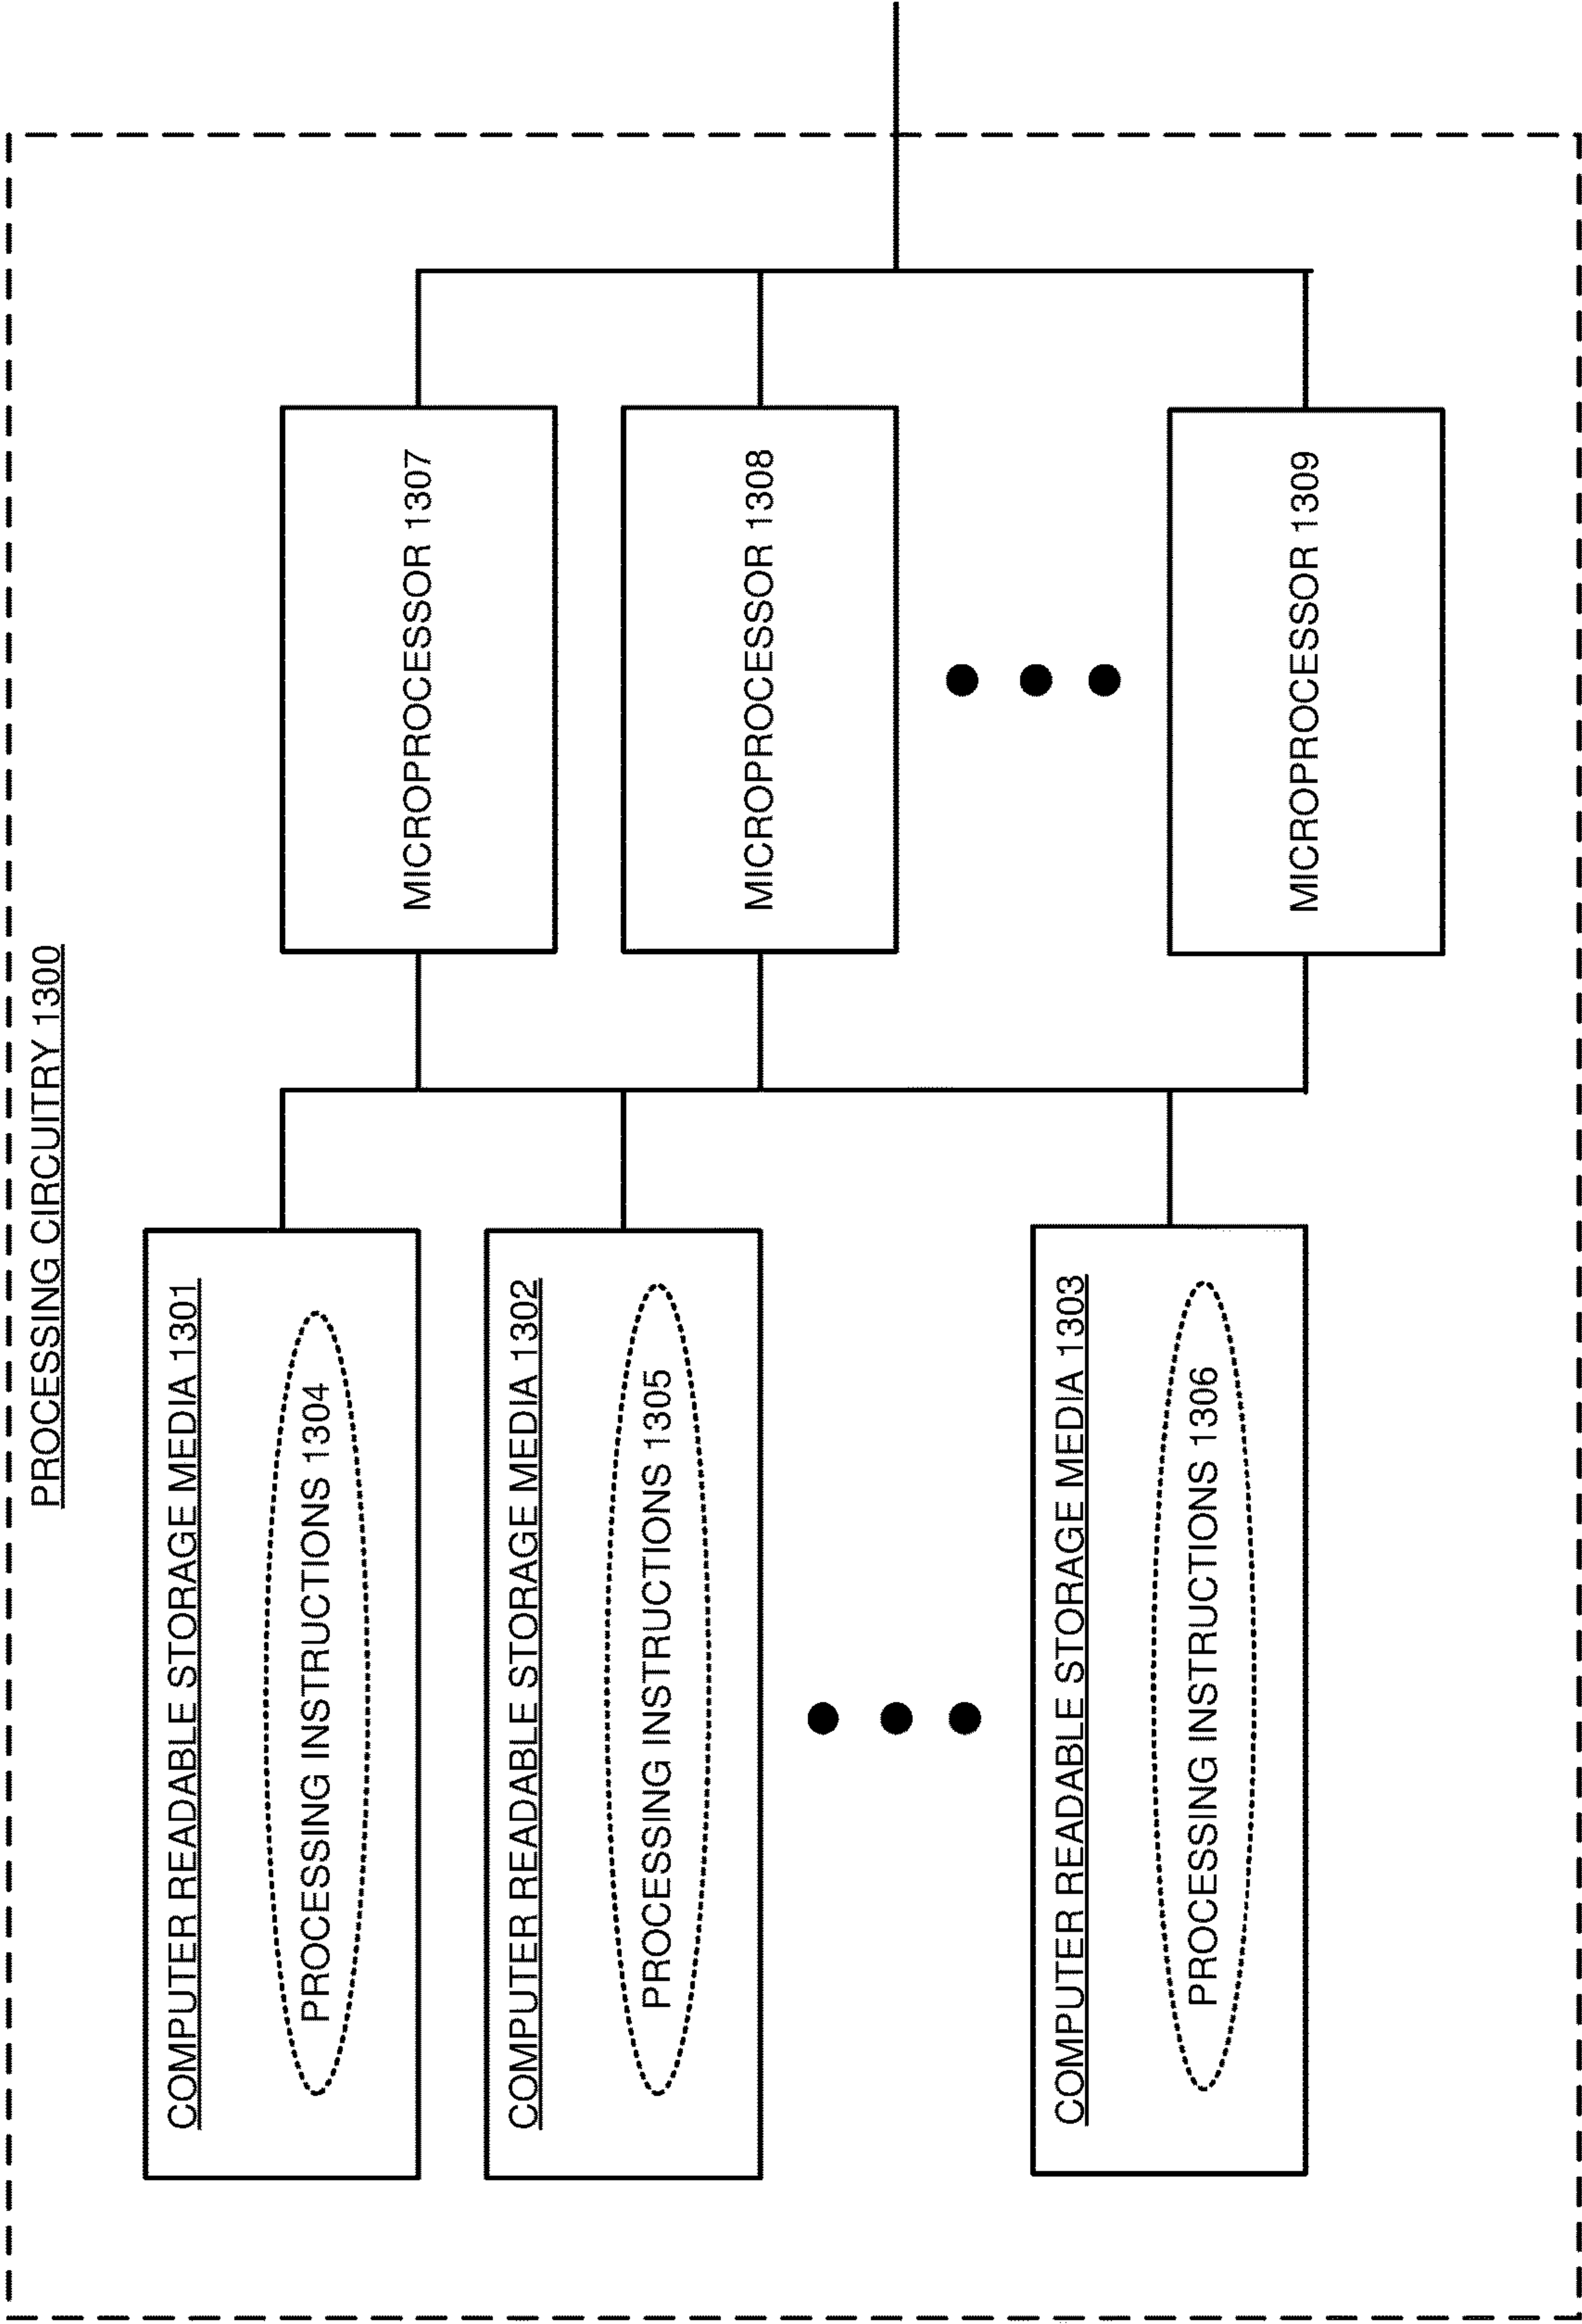 PROCESSING CIRCUITRY 1300
COMPUTER READABLE STORAGE MEDIA 1301
PROCESSING INSTRUCTIONS 1304
COMPUTER READABLE STORAGE MEDIA 1302
PROCESSING INSTRUCTIONS 1305
COMPUTER READABLE STORAGE MEDIA 1303
PROCESSING INSTRUCTIONS 1306
MICROPROCESSOR 1307
MICROPROCESSOR 1308
MICROPROCESSOR 1309